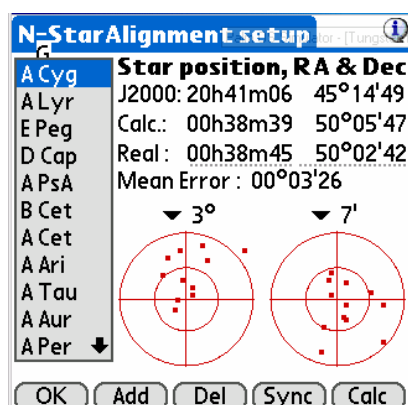 N-StarAlignment setup
ator - [Tungs
G
A Cyg
A Lyr
E Peg
D Cap
A PsA
B Cet
A Cet
A Ari
A Tau
A Aur
A Per
Star position, RA & Dec
J2000: 20h41m06 45°14'49
Calc.: 00h38m39 50°05'47
Real : 00h38m45 50°02'42
Mean Error : 00°03'26
3° 7'
OK Add Del Sync Calc